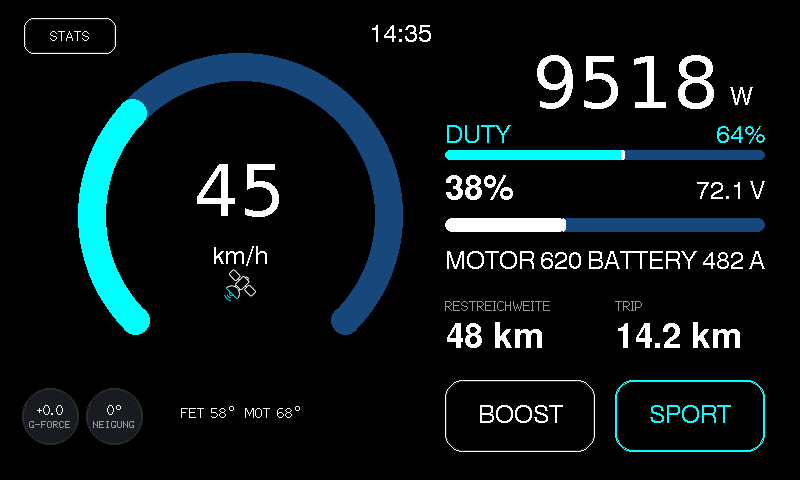 STATS
14:35
9518 W
DUTY 64%
38% 72.1 V
45
km/h
MOTOR 620 BATTERY 482 A
RESTREICHWEITE TRIP
48 km 14.2 km
+0.0
G-FORCE
0°
NEIGUNG
FET 58° MOT 68°
BOOST SPORT